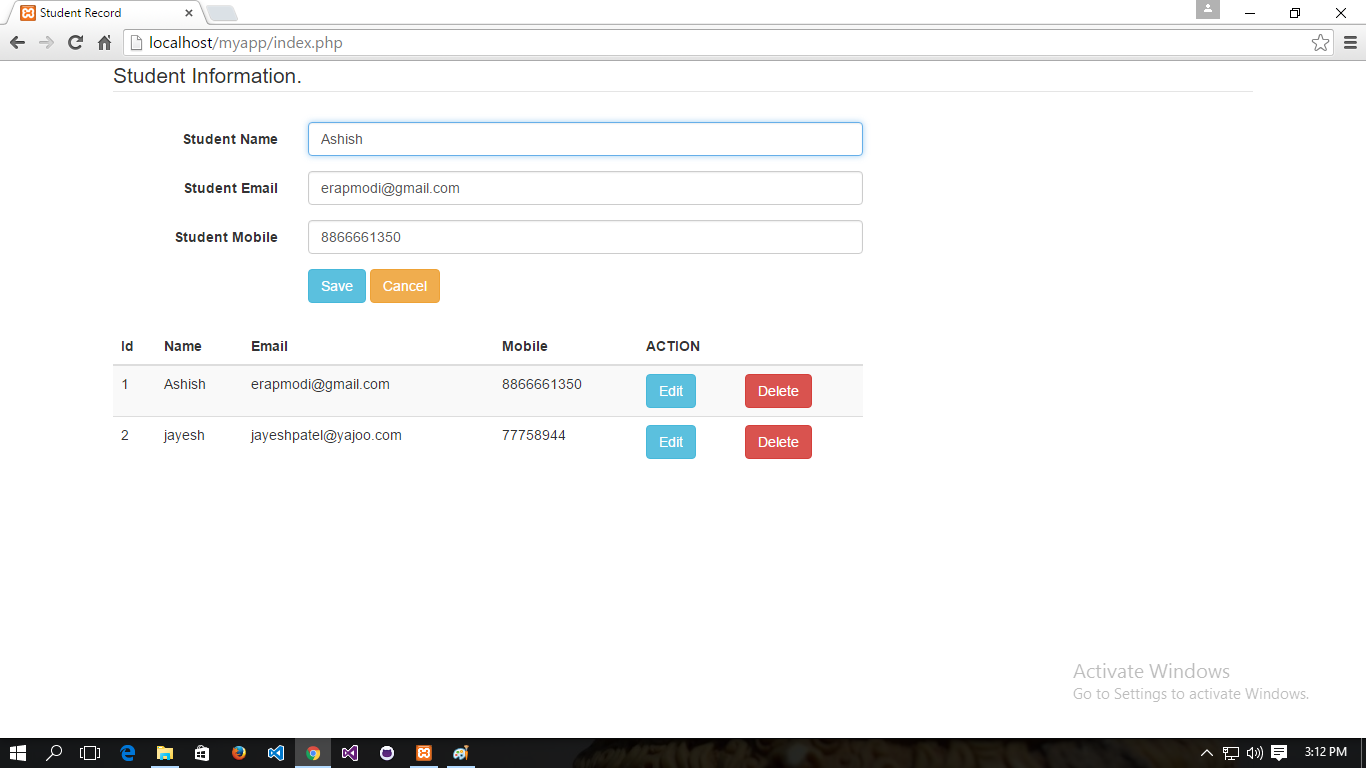 Student Record
localhost/myapp/index.php
Student Information.
Student Name Ashish
Student Email erapmodi@gmail.com
Student Mobile 8866661350
Save Cancel
Id Name Email Mobile ACTION
1 Ashish erapmodi@gmail.com 8866661350 Edit Delete
2 jayesh jayeshpatel@yajoo.com 77758944 Edit Delete
Activate Windows
Go to Settings to activate Windows.
3:12 PM